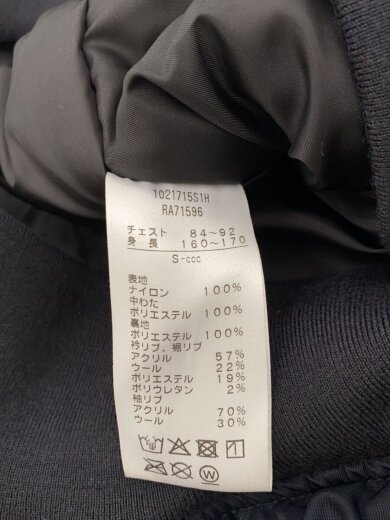 1021715S1H
RA71596
チェスト 84~92
身長 160~170
S-ccc
表地
ナイロン 100%
中わた
ポリエステル 100%
裏地
ポリエステル 100%
衿リブ、裾リブ
アクリル 57%
ウール 22%
ポリエステル 19%
ポリウレタン 2%
袖リブ
アクリル 70%
ウール 30%
W